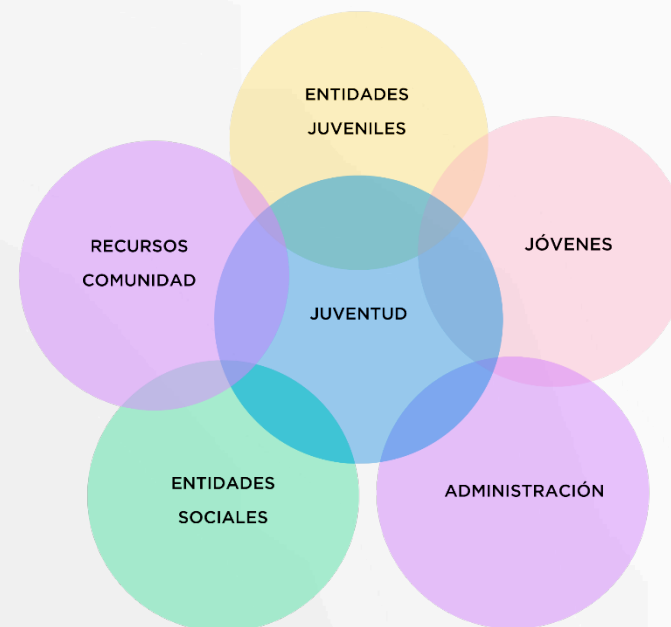 ENTIDADES
JUVENILES
RECURSOS
COMUNIDAD
JÓVENES
JUVENTUD
ENTIDADES
SOCIALES
ADMINISTRACIÓN